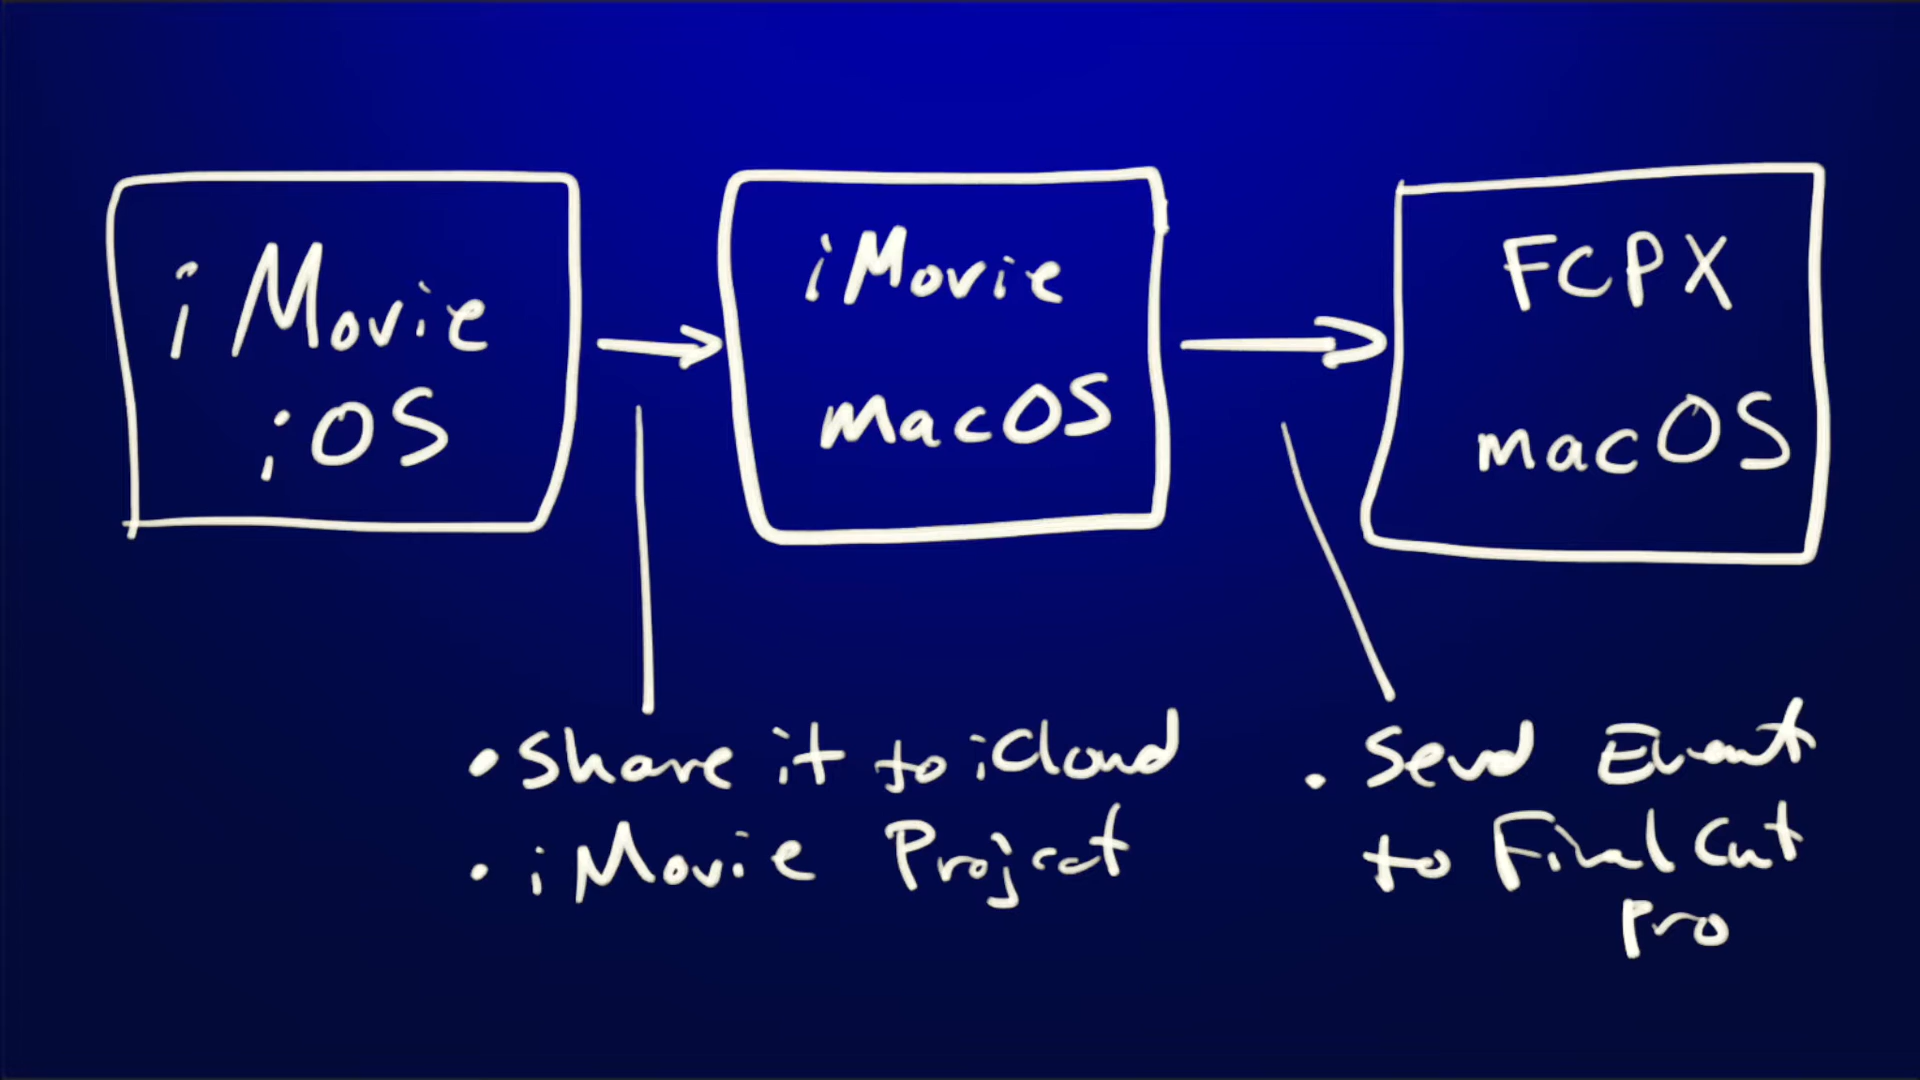 iMovie
iOS
iMovie
macOS
FCPX
macOS
• Share it to iCloud
• iMovie Project
• Send Event
to Final Cut
Pro